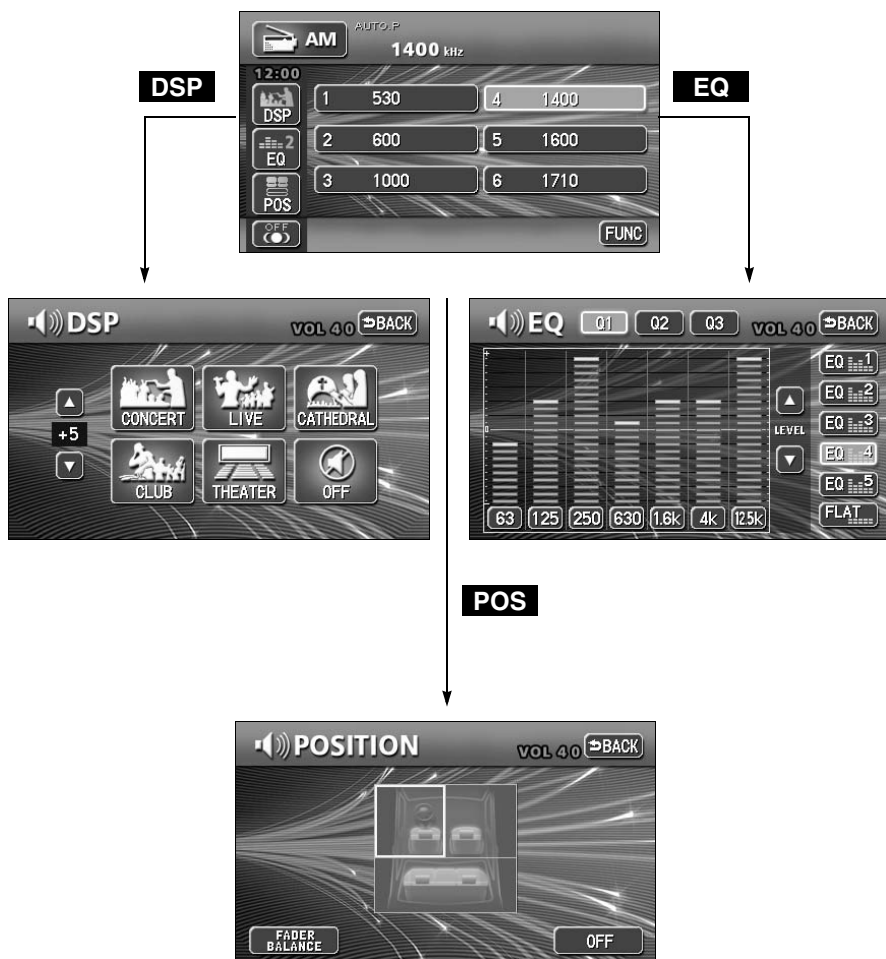 AUTO.P
AM
1400 kHz
DSP
EQ
12:00
DSP
2
EQ
POS
OFF
1 530
4 1400
2 600
5 1600
3 1000
6 1710
FUNC
DSP
VOL 40
BACK
+5
CONCERT
LIVE
CATHEDRAL
CLUB
THEATER
OFF
EQ
Q1
Q2
Q3
VOL 40
BACK
+
0
-
63
125
250
630
1.6k
4k
12.5k
LEVEL
EQ 1
EQ 2
EQ 3
EQ 4
EQ 5
FLAT
POS
POSITION
VOL 40
BACK
FADER
BALANCE
OFF